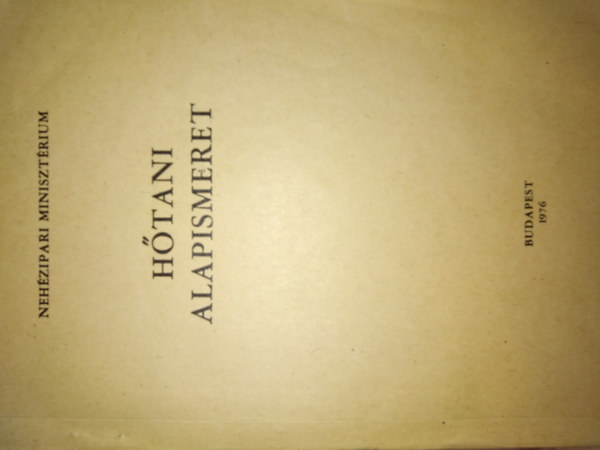 NEHÉZIPARI MINISZTÉRIUM
HŐTANI
ALAPISMERET
BUDAPEST
1976